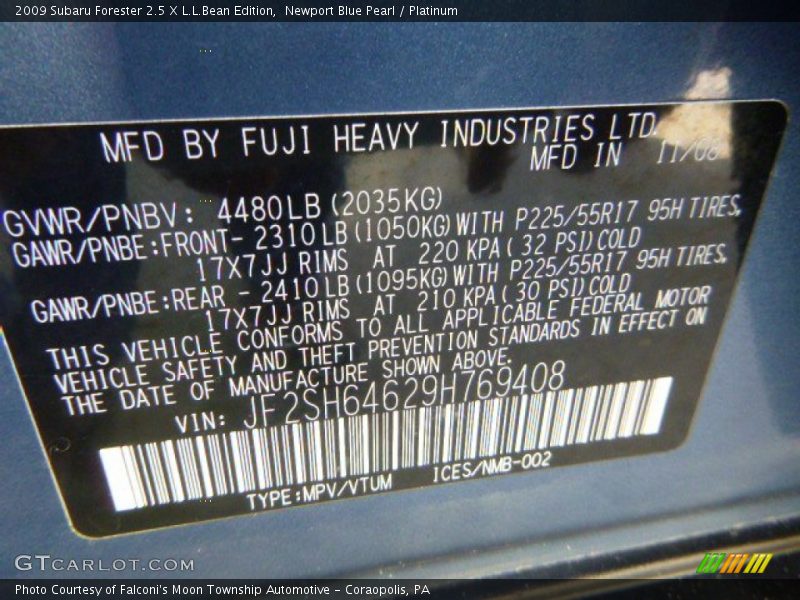 2009 Subaru Forester 2.5 X L.L.Bean Edition,  Newport Blue Pearl / Platinum
MFD BY FUJI HEAVY INDUSTRIES LTD.
MFD IN 11/08
GVWR/PNBV: 4480LB (2035KG)
GAWR/PNBE:FRONT- 2310LB (1050KG) WITH P225/55R17 95H TIRES,
17X7JJ RIMS AT 220 KPA ( 32 PSI) COLD
GAWR/PNBE:REAR - 2410LB (1095KG) WITH P225/55R17 95H TIRES,
17X7JJ RIMS AT 210 KPA ( 30 PSI) COLD
THIS VEHICLE CONFORMS TO ALL APPLICABLE FEDERAL MOTOR
VEHICLE SAFETY AND THEFT PREVENTION STANDARDS IN EFFECT ON
THE DATE OF MANUFACTURE SHOWN ABOVE.
VIN: JF2SH64629H769408
TYPE:MPV/VTUM ICES/NMB-002
GTCARLOT.COM
Photo Courtesy of Falconi's Moon Township Automotive - Coraopolis, PA